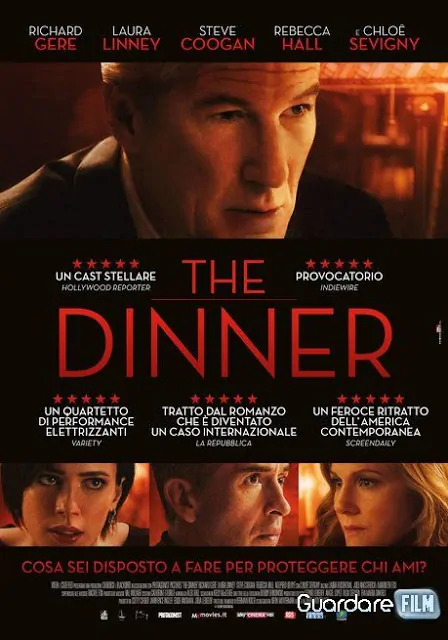 RICHARD GERE
LAURA LINNEY
STEVE COOGAN
REBECCA HALL
E CHLOË SEVIGNY
★★★★★
UN CAST STELLARE
HOLLYWOOD REPORTER
★★★★★
PROVOCATORIO
INDIEWIRE
THE
DINNER
★★★★★
UN QUARTETTO
DI PERFORMANCE
ELETTRIZZANTI
VARIETY
★★★★★
TRATTO DAL ROMANZO
CHE È DIVENTATO
UN CASO INTERNAZIONALE
LA REPUBBLICA
★★★★★
UN FEROCE RITRATTO
DELL'AMERICA
CONTEMPORANEA
SCREENDAILY
COSA SEI DISPOSTO A FARE PER PROTEGGERE CHI AMI?
Guardare FILM